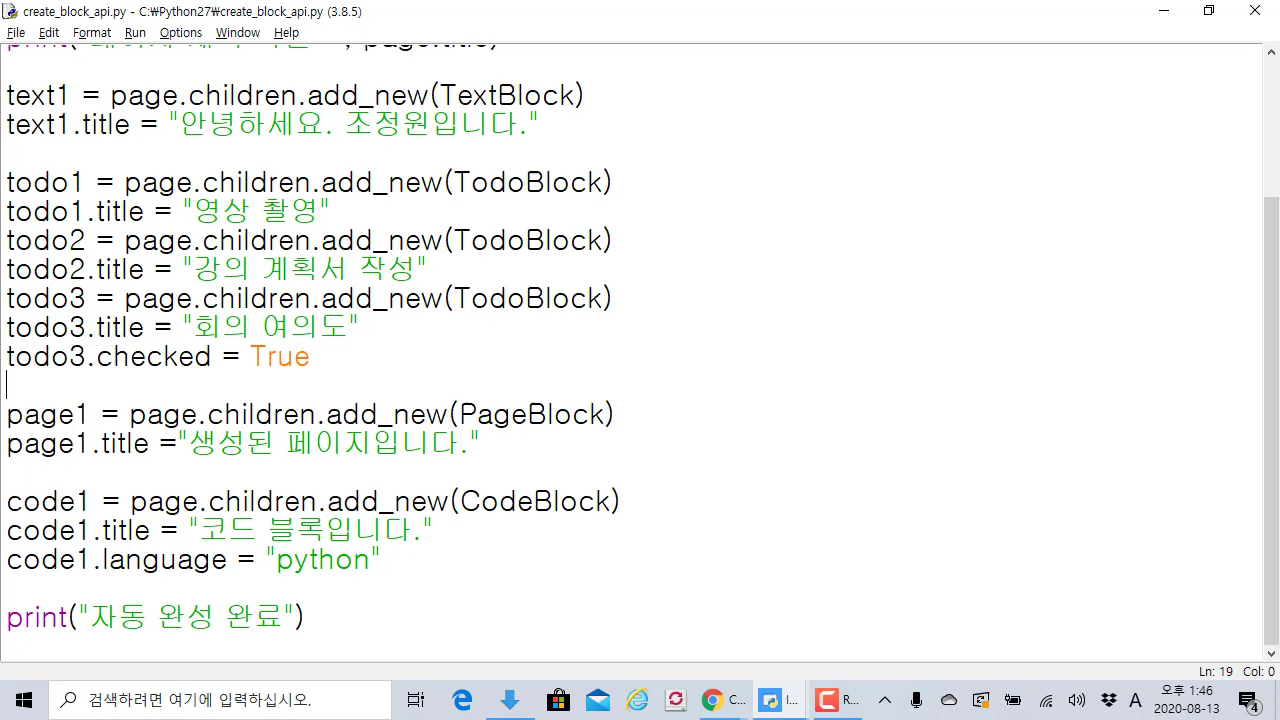 create_block_api.py - C:₩Python27₩create_block_api.py (3.8.5)
File Edit Format Run Options Window Help
text1 = page.children.add_new(TextBlock)
text1.title = "안녕하세요. 조정원입니다."
todo1 = page.children.add_new(TodoBlock)
todo1.title = "영상 촬영"
todo2 = page.children.add_new(TodoBlock)
todo2.title = "강의 계획서 작성"
todo3 = page.children.add_new(TodoBlock)
todo3.title = "회의 여의도"
todo3.checked = True
page1 = page.children.add_new(PageBlock)
page1.title ="생성된 페이지입니다."
code1 = page.children.add_new(CodeBlock)
code1.title = "코드 블록입니다."
code1.language = "python"
print("자동 완성 완료")
Ln: 19 Col: 0
검색하려면 여기에 입력하십시오.
C...
I...
R...
A
오후 1:46
2020-08-13
4